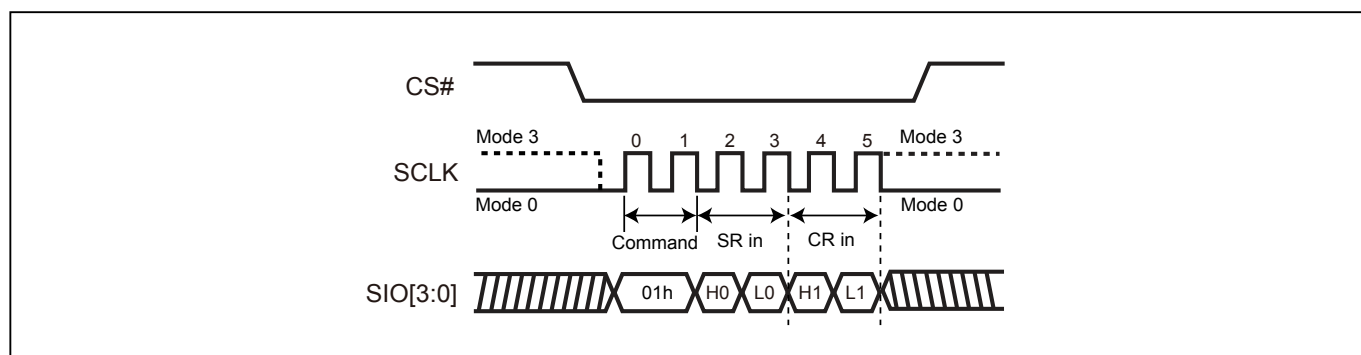 CS#
Mode 3 0 1 2 3 4 5 Mode 3
SCLK
Mode 0 Mode 0
Command SR in CR in
SIO[3:0] 01h H0 L0 H1 L1